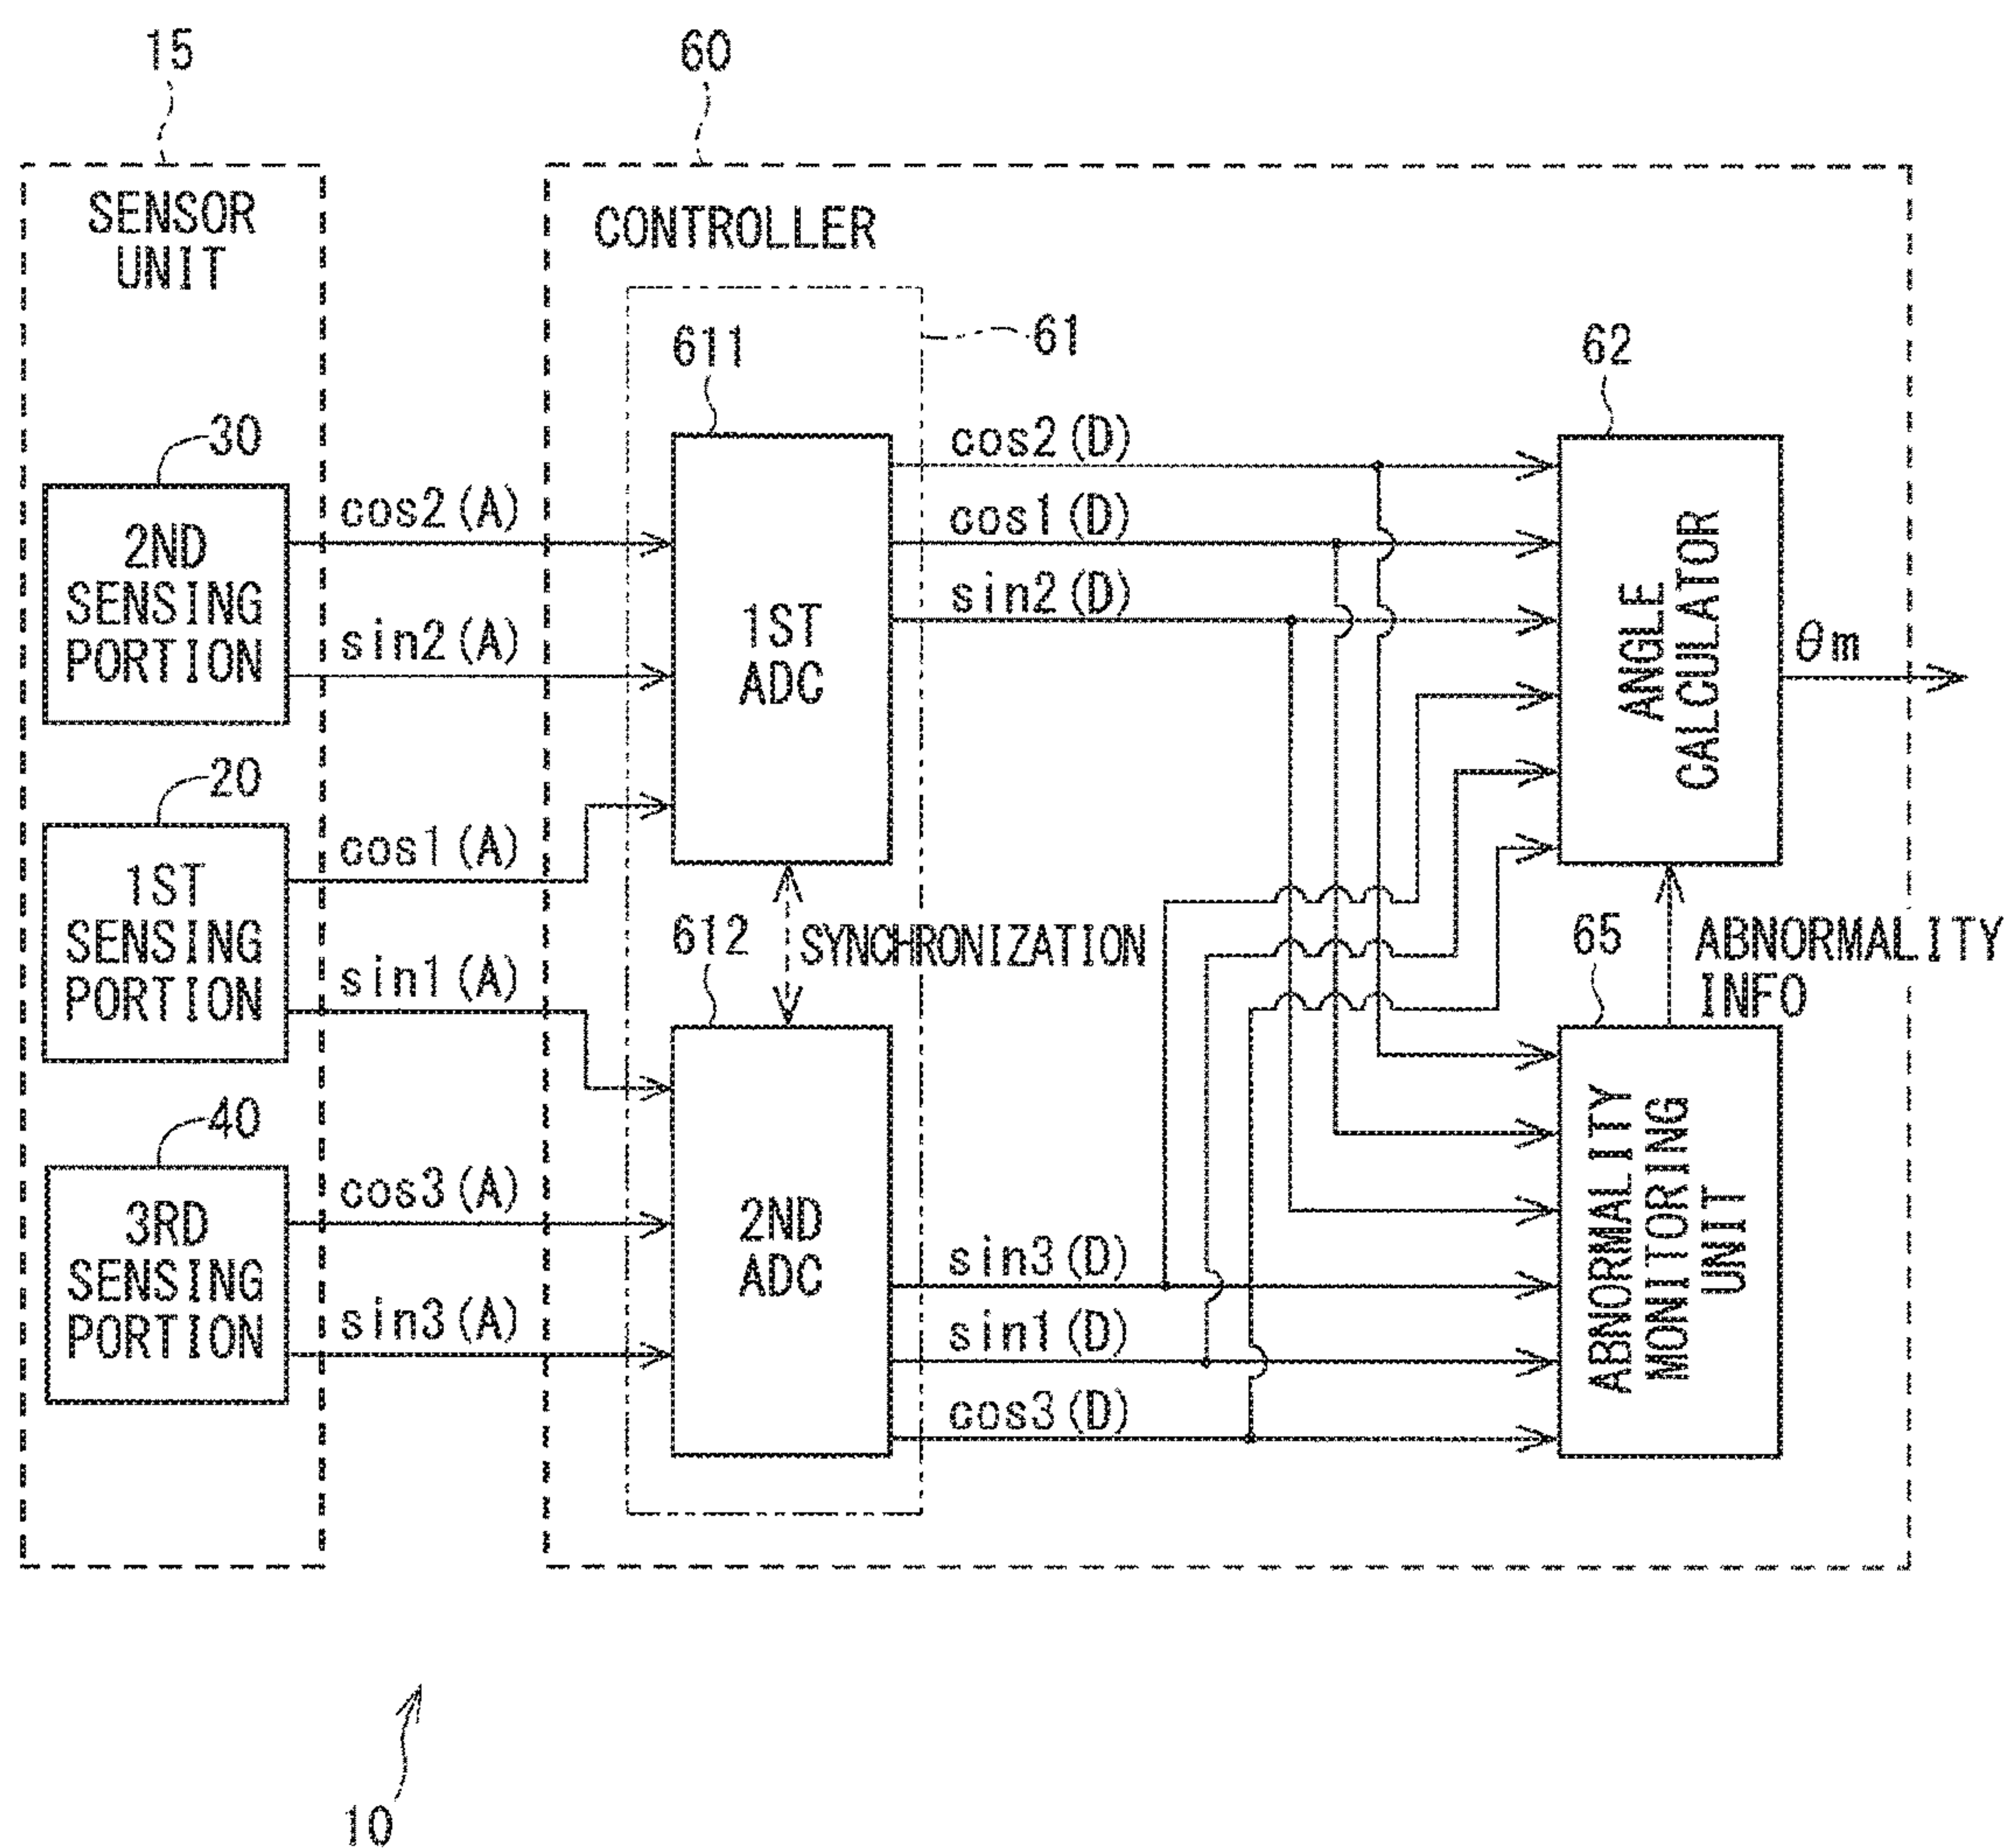 15
60
SENSOR
UNIT
CONTROLLER
61
611
62
30
cos2(D)
cos2(A)
cos1(D)
2ND
SENSING
PORTION
sin2(D)
1ST
ADC
sin2(A)
ANGLE
CALCULATOR
θm
20
cos1(A)
1ST
SENSING
PORTION
612
SYNCHRONIZATION
65
ABNORMALITY
INFO
sin1(A)
40
cos3(A)
3RD
SENSING
PORTION
2ND
ADC
ABNORMALITY
MONITORING
UNIT
sin3(D)
sin3(A)
sin1(D)
cos3(D)
10